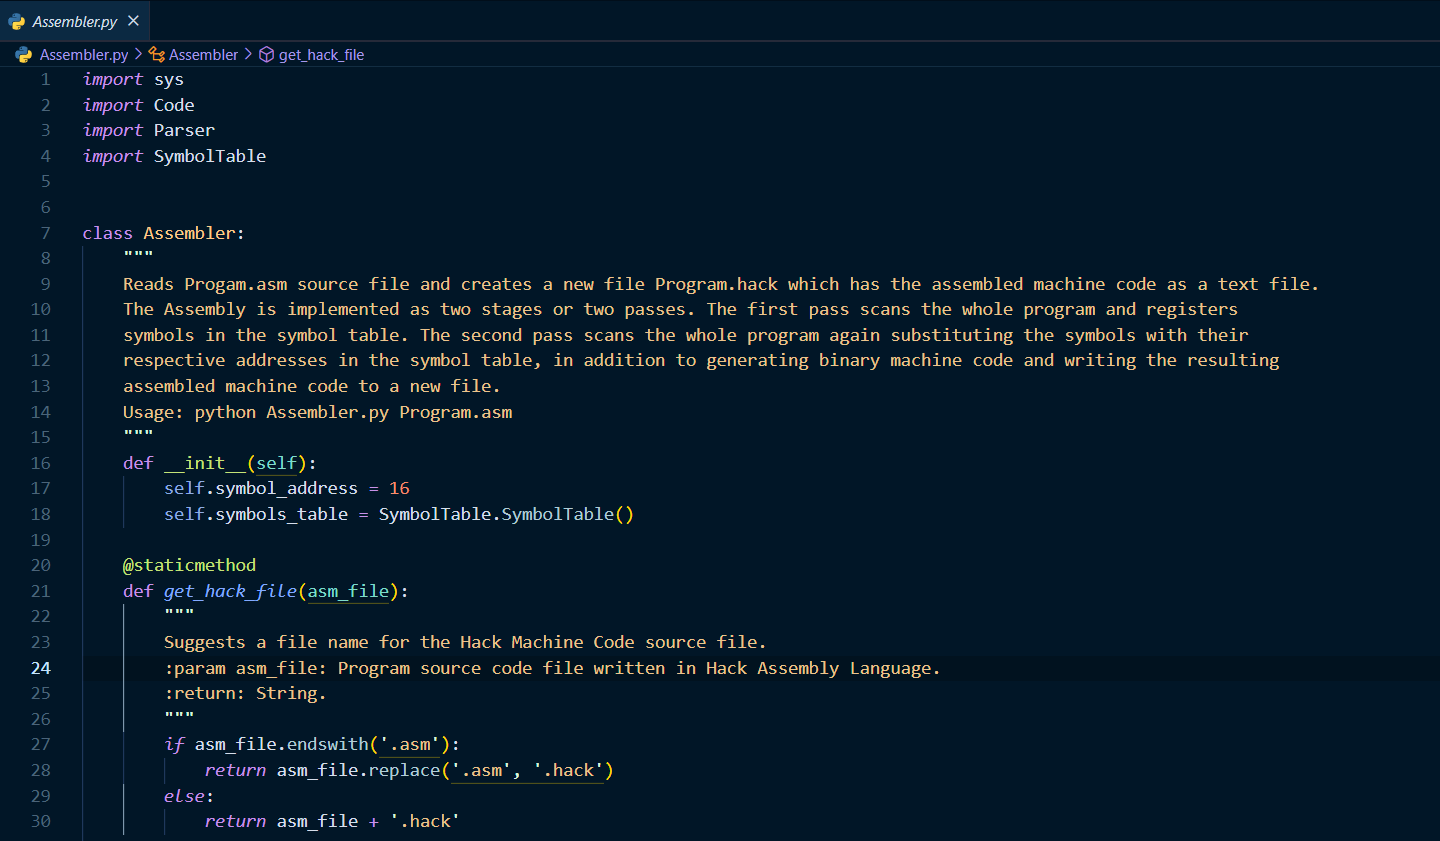 Assembler.py ×
Assembler.py > Assembler > get_hack_file
1 import sys
2 import Code
3 import Parser
4 import SymbolTable
5
6
7 class Assembler:
8     """
9     Reads Progam.asm source file and creates a new file Program.hack which has the assembled machine code as a text file.
10     The Assembly is implemented as two stages or two passes. The first pass scans the whole program and registers
11     symbols in the symbol table. The second pass scans the whole program again substituting the symbols with their
12     respective addresses in the symbol table, in addition to generating binary machine code and writing the resulting
13     assembled machine code to a new file.
14     Usage: python Assembler.py Program.asm
15     """
16     def __init__(self):
17         self.symbol_address = 16
18         self.symbols_table = SymbolTable.SymbolTable()
19
20     @staticmethod
21     def get_hack_file(asm_file):
22         """
23         Suggests a file name for the Hack Machine Code source file.
24         :param asm_file: Program source code file written in Hack Assembly Language.
25         :return: String.
26         """
27         if asm_file.endswith('.asm'):
28             return asm_file.replace('.asm', '.hack')
29         else:
30             return asm_file + '.hack'